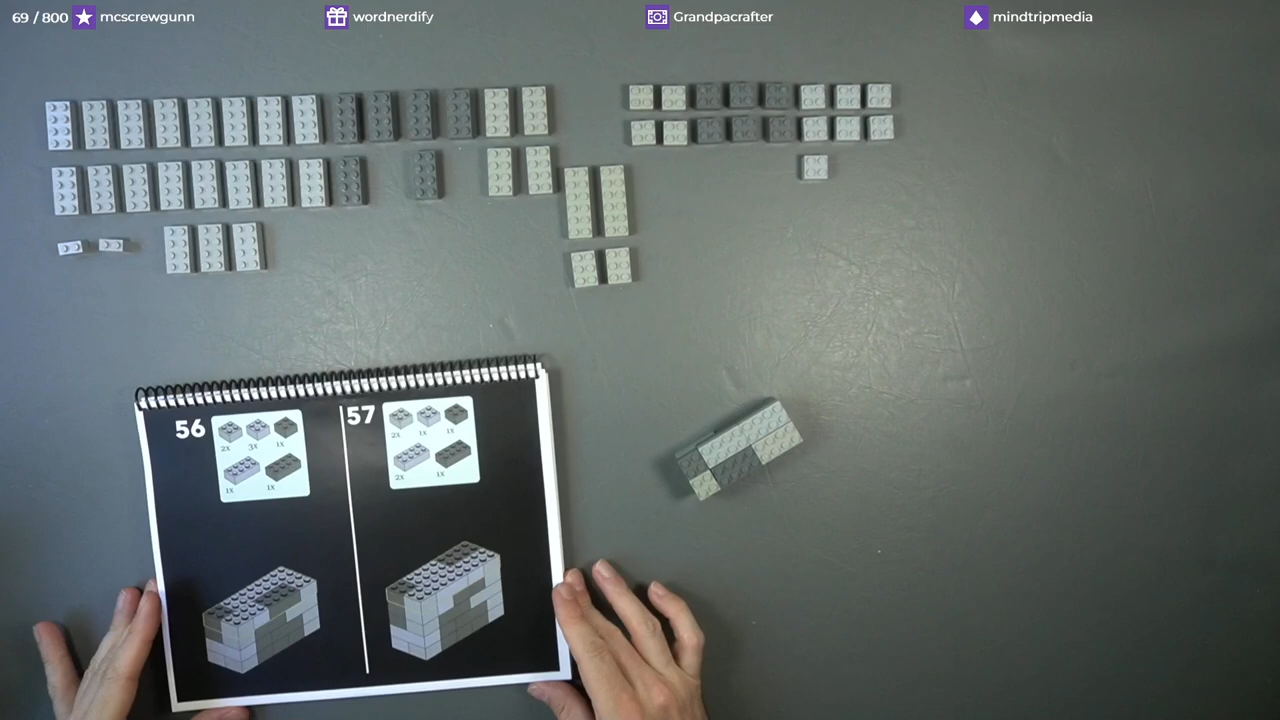 69 / 800 mcscrewgunn wordnerdify Grandpacrafter mindtripmedia
56
2x 3x 1x
1x 1x
57
2x 1x 1x
2x 1x